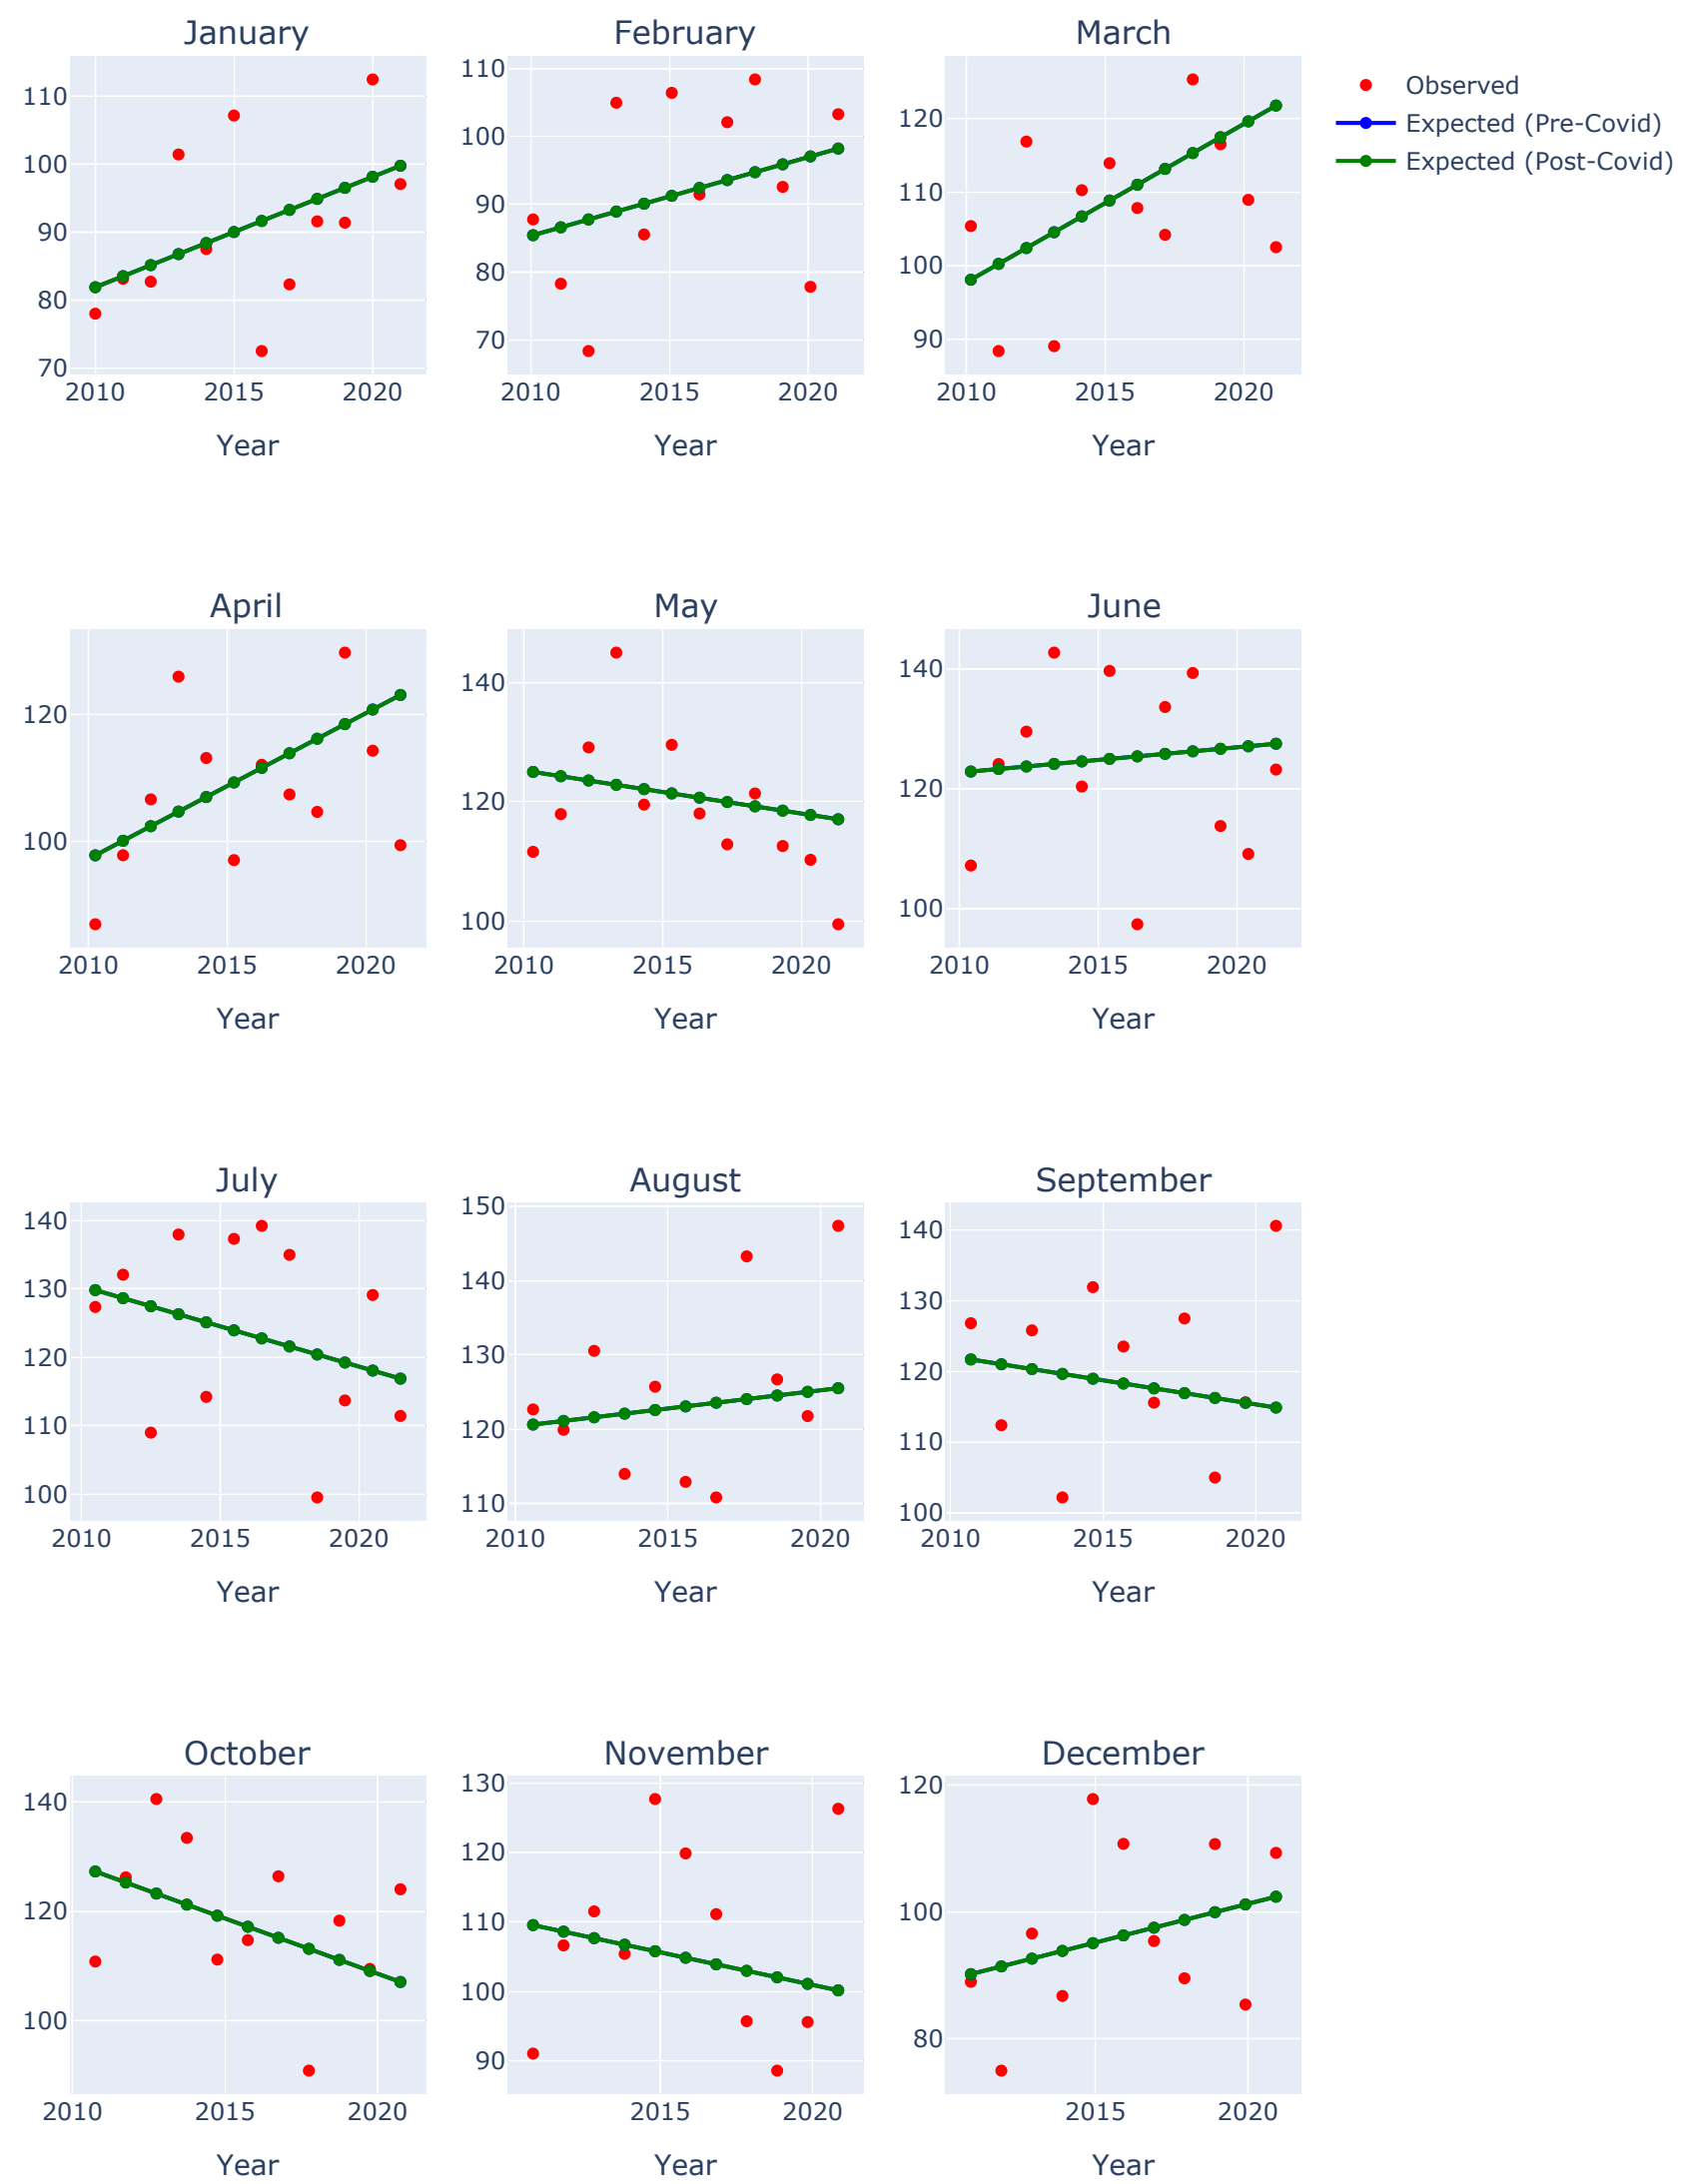 January
February
March
110
100
90
80
70
2010 2015 2020
Year
110
100
90
80
70
2010 2015 2020
Year
120
110
100
90
2010 2015 2020
Year
Observed
Expected (Pre-Covid)
Expected (Post-Covid)
April
May
June
120
100
2010 2015 2020
Year
140
120
100
2010 2015 2020
Year
140
120
100
2010 2015 2020
Year
July
August
September
140
130
120
110
100
2010 2015 2020
Year
150
140
130
120
110
2010 2015 2020
Year
140
130
120
110
100
2010 2015 2020
Year
October
November
December
140
120
100
2010 2015 2020
Year
130
120
110
100
90
2015 2020
Year
120
100
80
2015 2020
Year